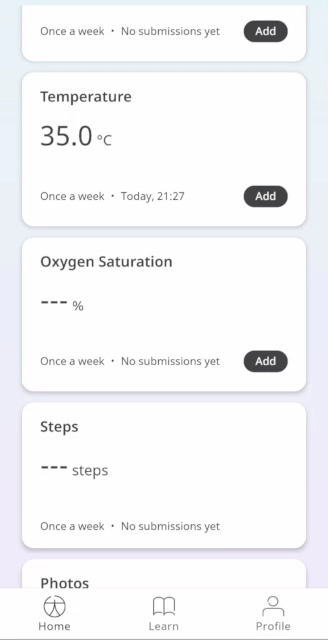 Once a week • No submissions yet Add
Temperature
35.0 °C
Once a week • Today, 21:27 Add
Oxygen Saturation
--- %
Once a week • No submissions yet Add
Steps
--- steps
Once a week • No submissions yet
Photos
Home Learn Profile